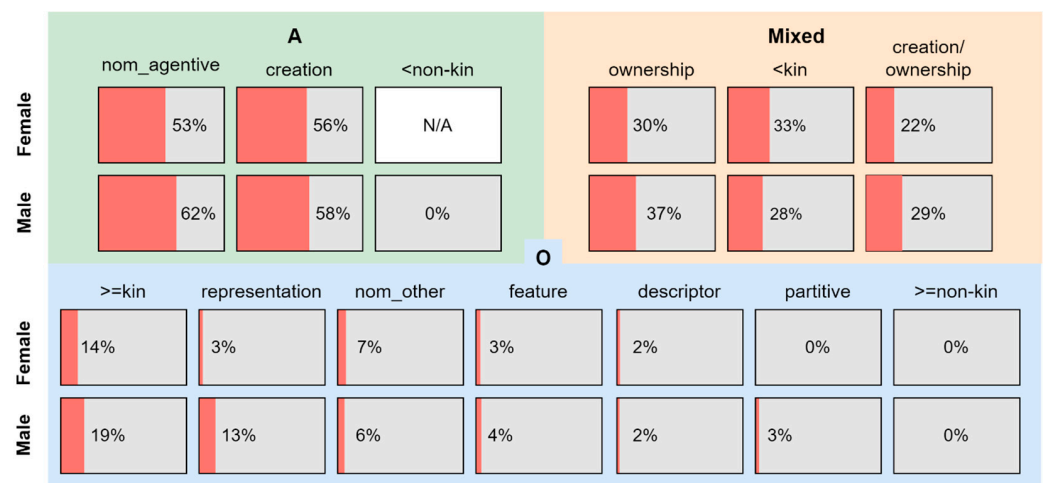 A
Mixed
nom_agentive creation <non-kin
ownership <kin creation/
ownership
Female
53% 56% N/A 30% 33% 22%
Male
62% 58% 0% 37% 28% 29%
O
>=kin representation nom_other feature descriptor partitive >=non-kin
Female
14% 3% 7% 3% 2% 0% 0%
Male
19% 13% 6% 4% 2% 3% 0%